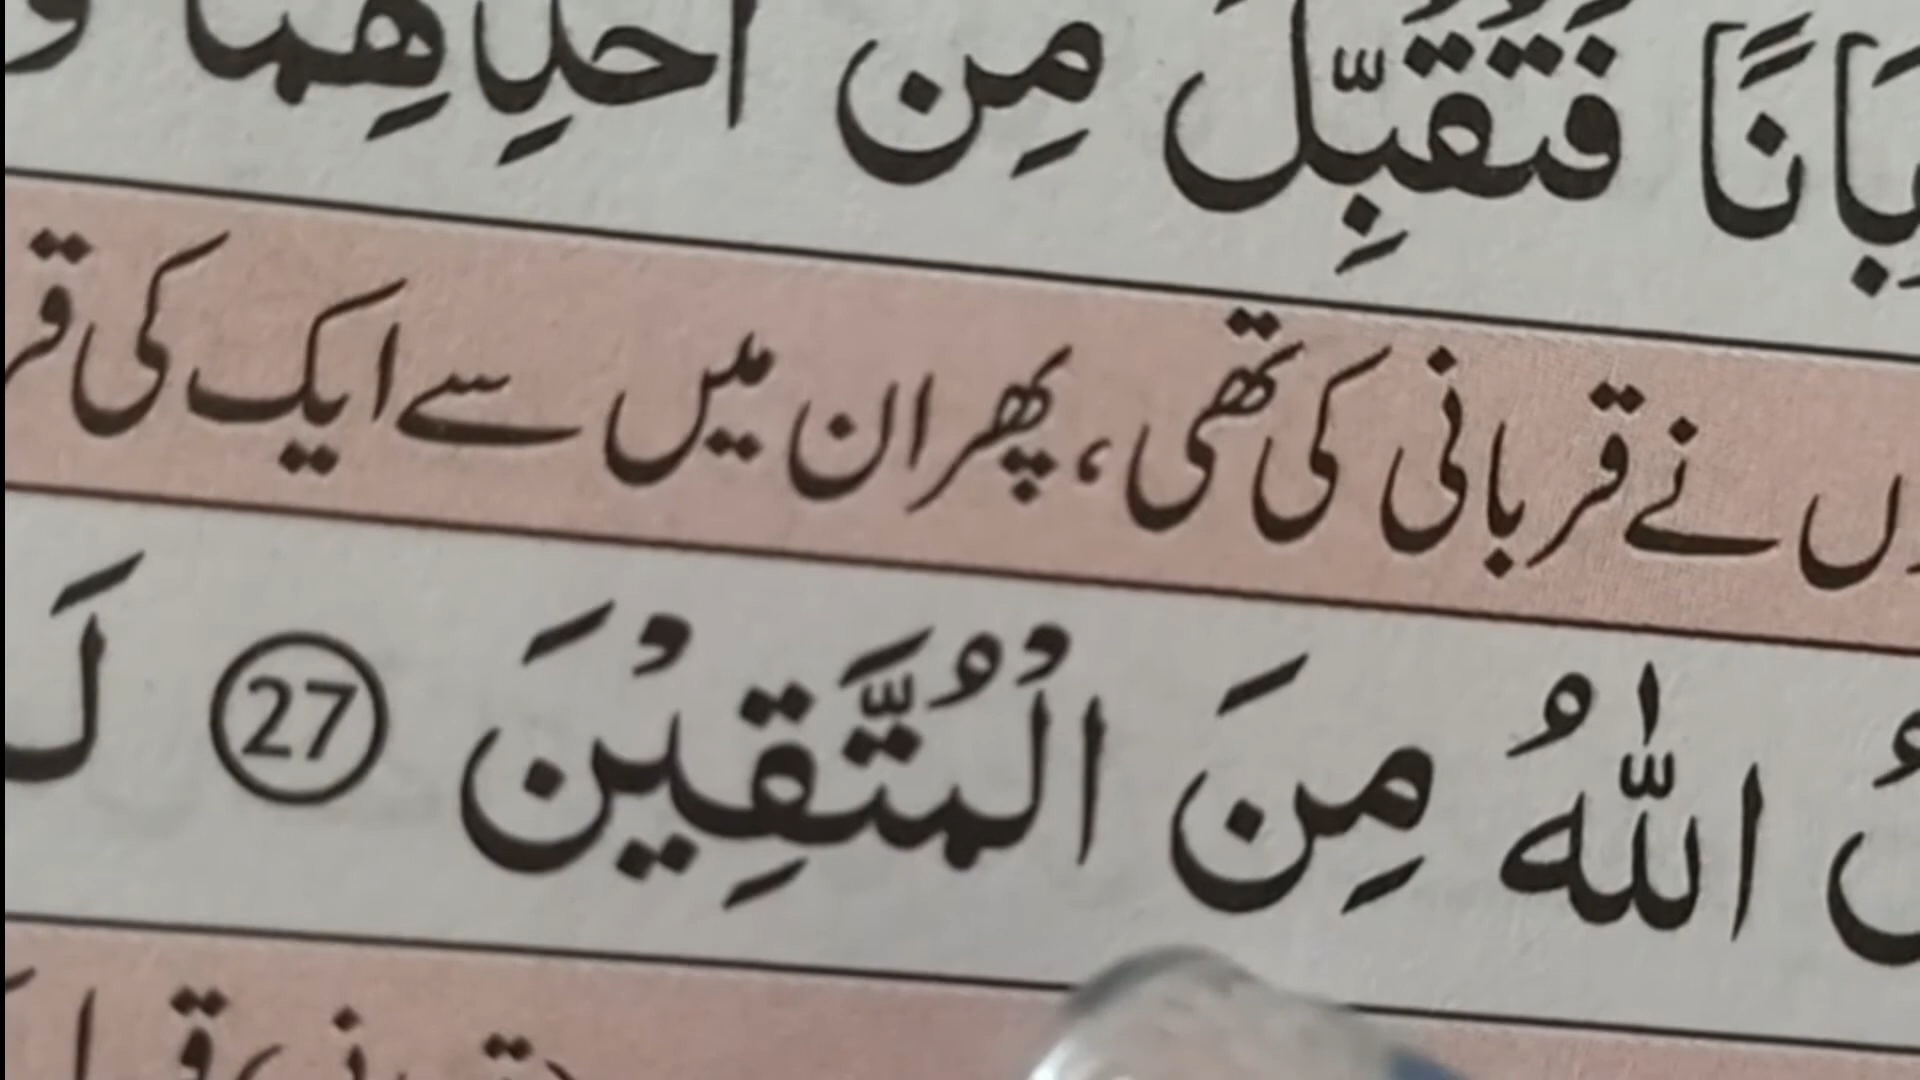 فَتُقُبِّلَ مِنْ اَحَدِهِمَا وَ
نے قربانی کی تھی، پھر ان میں سے ایک کی
اللّٰهُ مِنَ الْمُتَّقِيْنَ 27